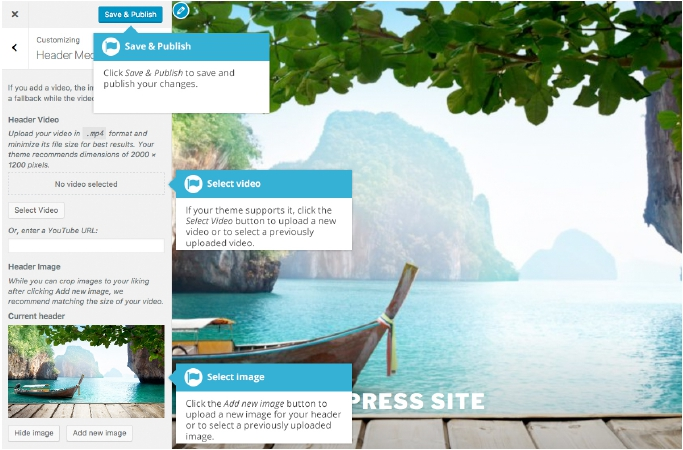 Save & Publish
Customizing
Header Med
Save & Publish
Click Save & Publish to save and
publish your changes.
If you add a video, the im
a fallback while the video
Header Video
Upload your video in .mp4 format and
minimize its file size for best results. Your
theme recommends dimensions of 2000 ×
1200 pixels.
No video selected
Select Video
Select video
If your theme supports it, click the
Select Video button to upload a new
video or to select a previously
uploaded video.
Or, enter a YouTube URL:
Header Image
While you can crop images to your liking
after clicking Add new image, we
recommend matching the size of your video.
Current header
Hide image
Add new image
Select image
Click the Add new image button to
upload a new image for your header
or to select a previously uploaded
image.
PRESS SITE